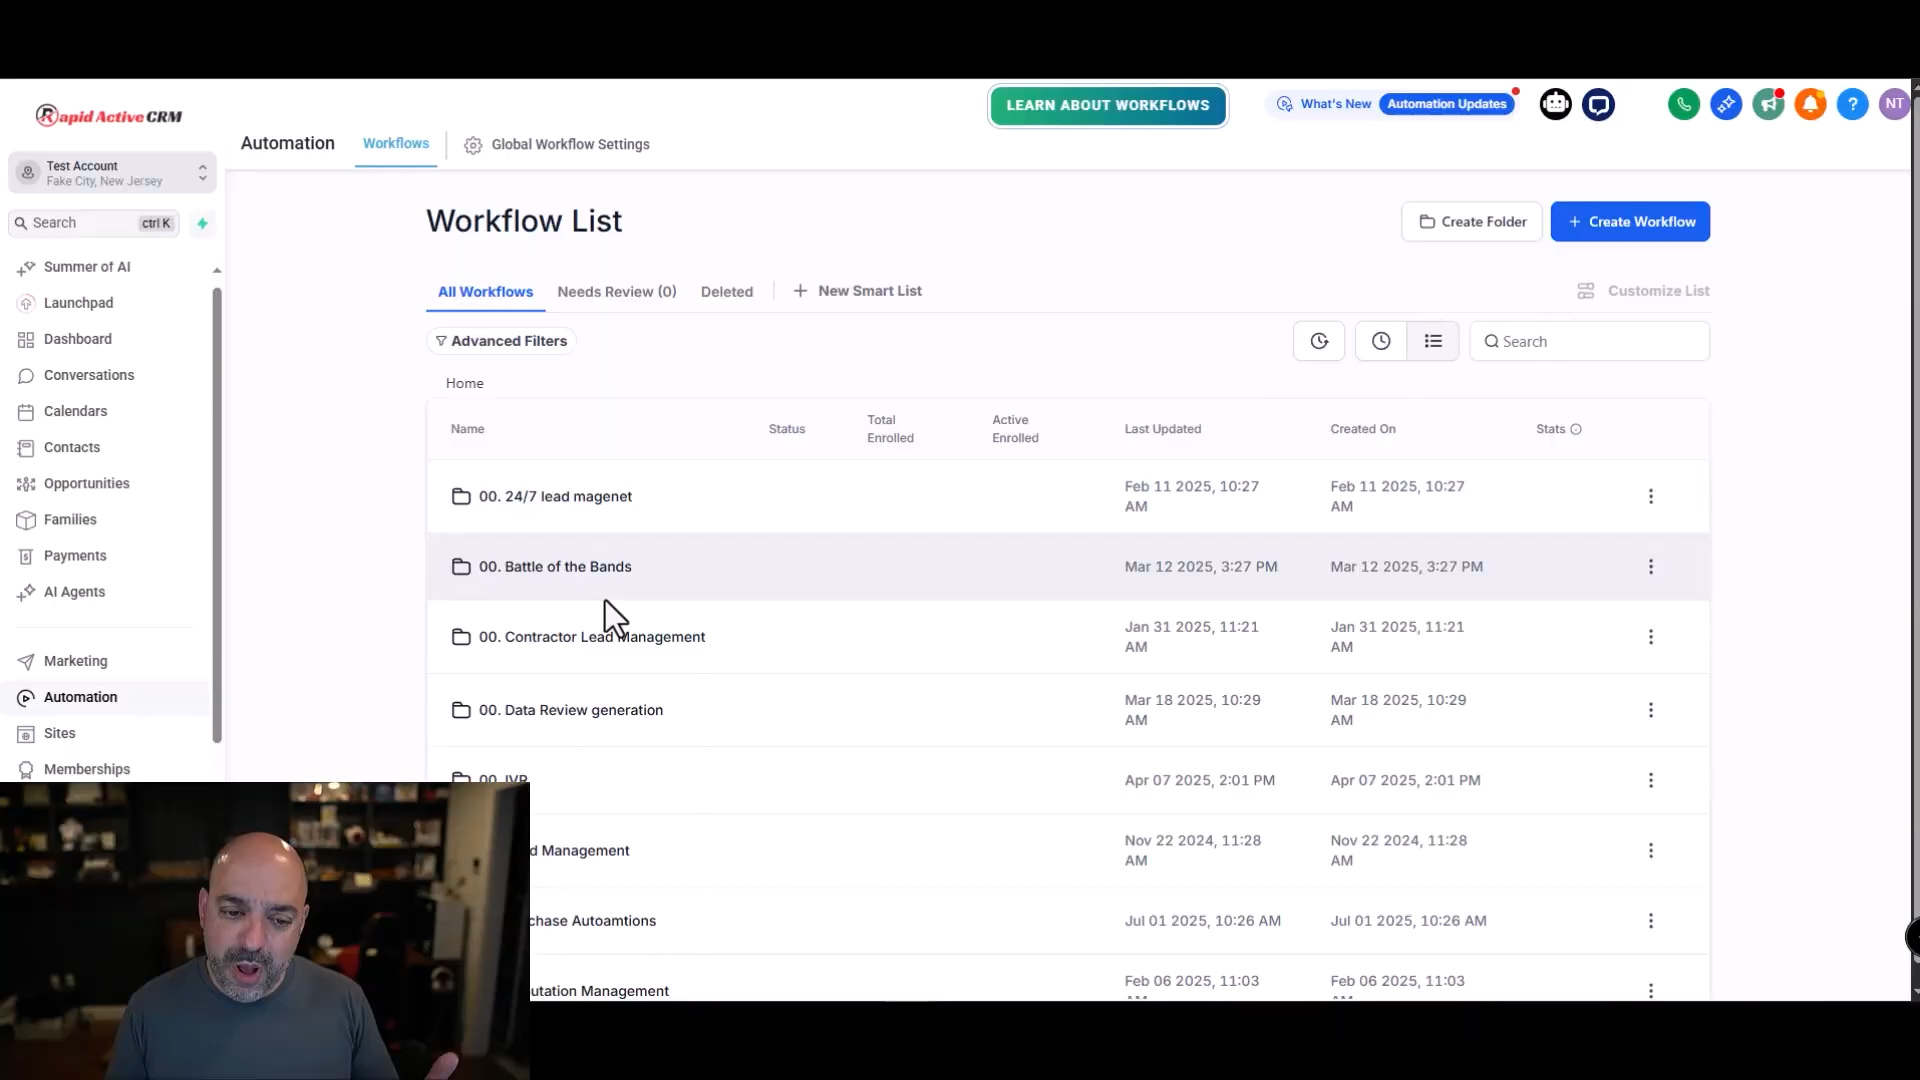 LEARN ABOUT WORKFLOWS
What's New
Automation Updates
NT
Rapid Active CRM
Automation
Workflows
Global Workflow Settings
Test Account
Fake City, New Jersey
Search
ctrl K
Summer of AI
Launchpad
Dashboard
Conversations
Calendars
Contacts
Opportunities
Families
Payments
AI Agents
Marketing
Automation
Sites
Memberships
Workflow List
Create Folder
+ Create Workflow
All Workflows
Needs Review (0)
Deleted
+ New Smart List
Customize List
Advanced Filters
Search
Home
Name
Status
Total
Enrolled
Active
Enrolled
Last Updated
Created On
Stats
00. 24/7 lead magenet
Feb 11 2025, 10:27
AM
Feb 11 2025, 10:27
AM
00. Battle of the Bands
Mar 12 2025, 3:27 PM
Mar 12 2025, 3:27 PM
00. Contractor Lead Management
Jan 31 2025, 11:21
AM
Jan 31 2025, 11:21
AM
00. Data Review generation
Mar 18 2025, 10:29
AM
Mar 18 2025, 10:29
AM
00. IVR
Apr 07 2025, 2:01 PM
Apr 07 2025, 2:01 PM
d Management
Nov 22 2024, 11:28
AM
Nov 22 2024, 11:28
AM
chase Autoamtions
Jul 01 2025, 10:26 AM
Jul 01 2025, 10:26 AM
utation Management
Feb 06 2025, 11:03
AM
Feb 06 2025, 11:03
AM